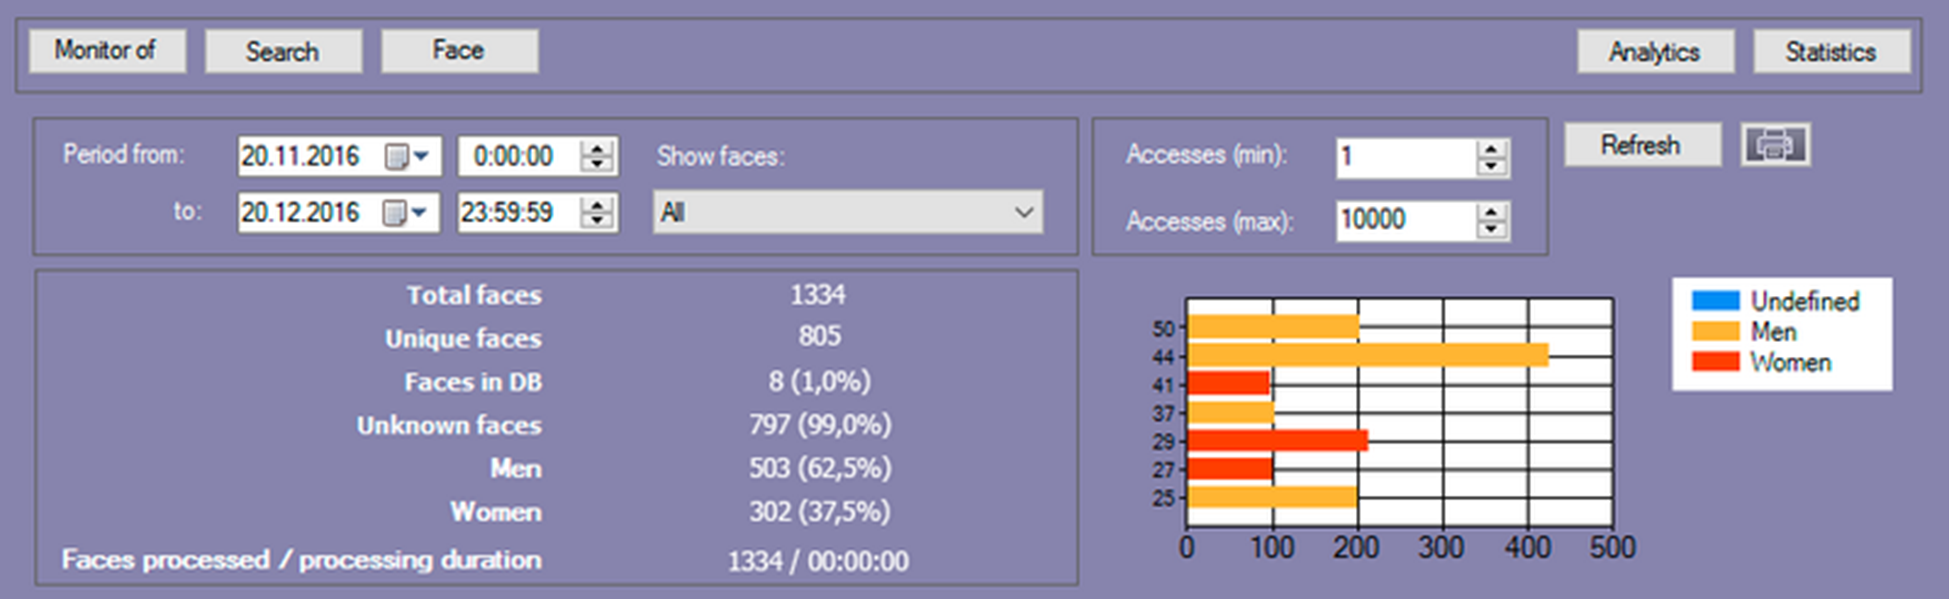 Monitor of Search Face Analytics Statistics
Period from: 20.11.2016 0:00:00 Show faces:
to: 20.12.2016 23:59:59 All
Accesses (min): 1
Accesses (max): 10000
Refresh
Total faces 1334
Unique faces 805
Faces in DB 8 (1,0%)
Unknown faces 797 (99,0%)
Men 503 (62,5%)
Women 302 (37,5%)
Faces processed / processing duration 1334 / 00:00:00
50
44
41
37
29
27
25
0 100 200 300 400 500
Undefined
Men
Women